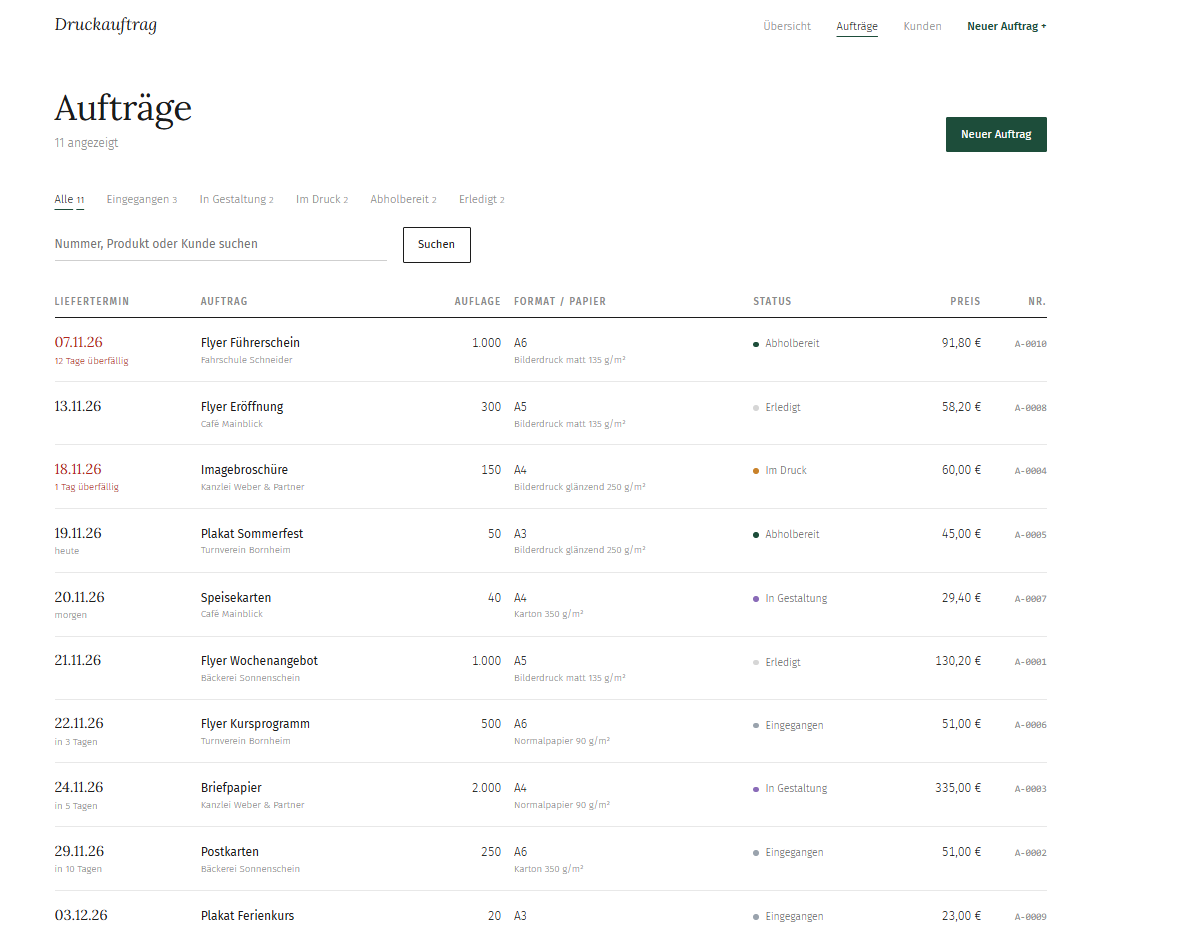 Druckauftrag
Übersicht Aufträge Kunden Neuer Auftrag +
Aufträge
11 angezeigt
Neuer Auftrag
Alle 11 Eingegangen 3 In Gestaltung 2 Im Druck 2 Abholbereit 2 Erledigt 2
Nummer, Produkt oder Kunde suchen Suchen
LIEFERTERMIN AUFTRAG AUFLAGE FORMAT / PAPIER STATUS PREIS NR.
07.11.26 Flyer Führerschein 1.000 A6 Abholbereit 91,80 € A-0010
12 Tage überfällig Fahrschule Schneider Bilderdruck matt 135 g/m²
13.11.26 Flyer Eröffnung 300 A5 Erledigt 58,20 € A-0008
Café Mainblick Bilderdruck matt 135 g/m²
18.11.26 Imagebroschüre 150 A4 Im Druck 60,00 € A-0004
1 Tag überfällig Kanzlei Weber & Partner Bilderdruck glänzend 250 g/m²
19.11.26 Plakat Sommerfest 50 A3 Abholbereit 45,00 € A-0005
heute Turnverein Bornheim Bilderdruck glänzend 250 g/m²
20.11.26 Speisekarten 40 A4 In Gestaltung 29,40 € A-0007
morgen Café Mainblick Karton 350 g/m²
21.11.26 Flyer Wochenangebot 1.000 A5 Erledigt 130,20 € A-0001
Bäckerei Sonnenschein Bilderdruck matt 135 g/m²
22.11.26 Flyer Kursprogramm 500 A6 Eingegangen 51,00 € A-0006
in 3 Tagen Turnverein Bornheim Normalpapier 90 g/m²
24.11.26 Briefpapier 2.000 A4 In Gestaltung 335,00 € A-0003
in 5 Tagen Kanzlei Weber & Partner Normalpapier 90 g/m²
29.11.26 Postkarten 250 A6 Eingegangen 51,00 € A-0002
in 10 Tagen Bäckerei Sonnenschein Karton 350 g/m²
03.12.26 Plakat Ferienkurs 20 A3 Eingegangen 23,00 € A-0009